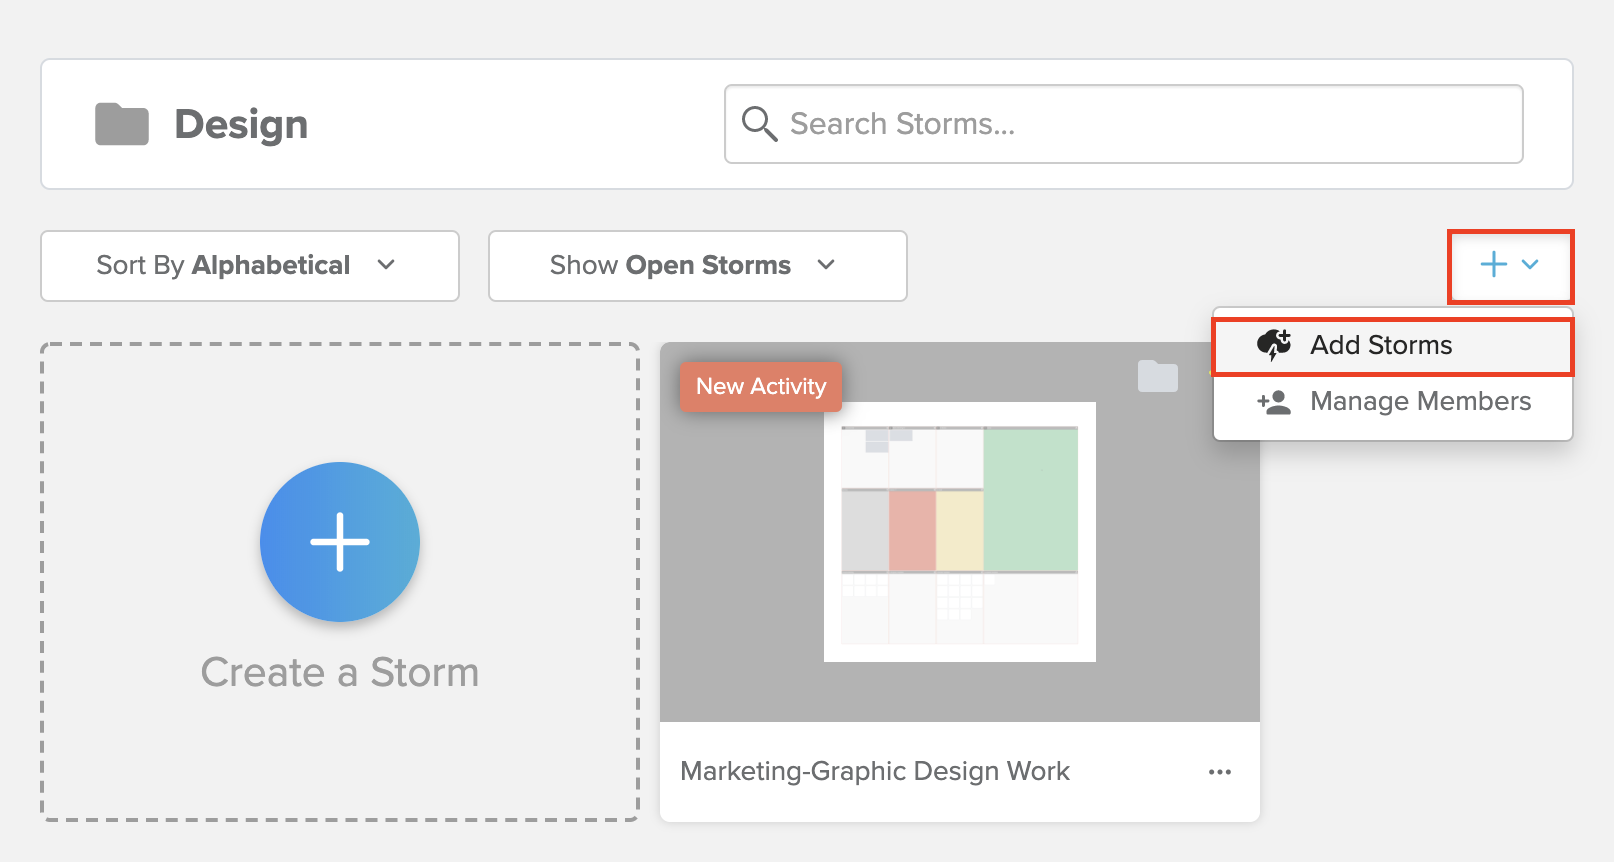 Design
Search Storms...
Sort By Alphabetical
Show Open Storms
Add Storms
Manage Members
New Activity
Create a Storm
Marketing-Graphic Design Work